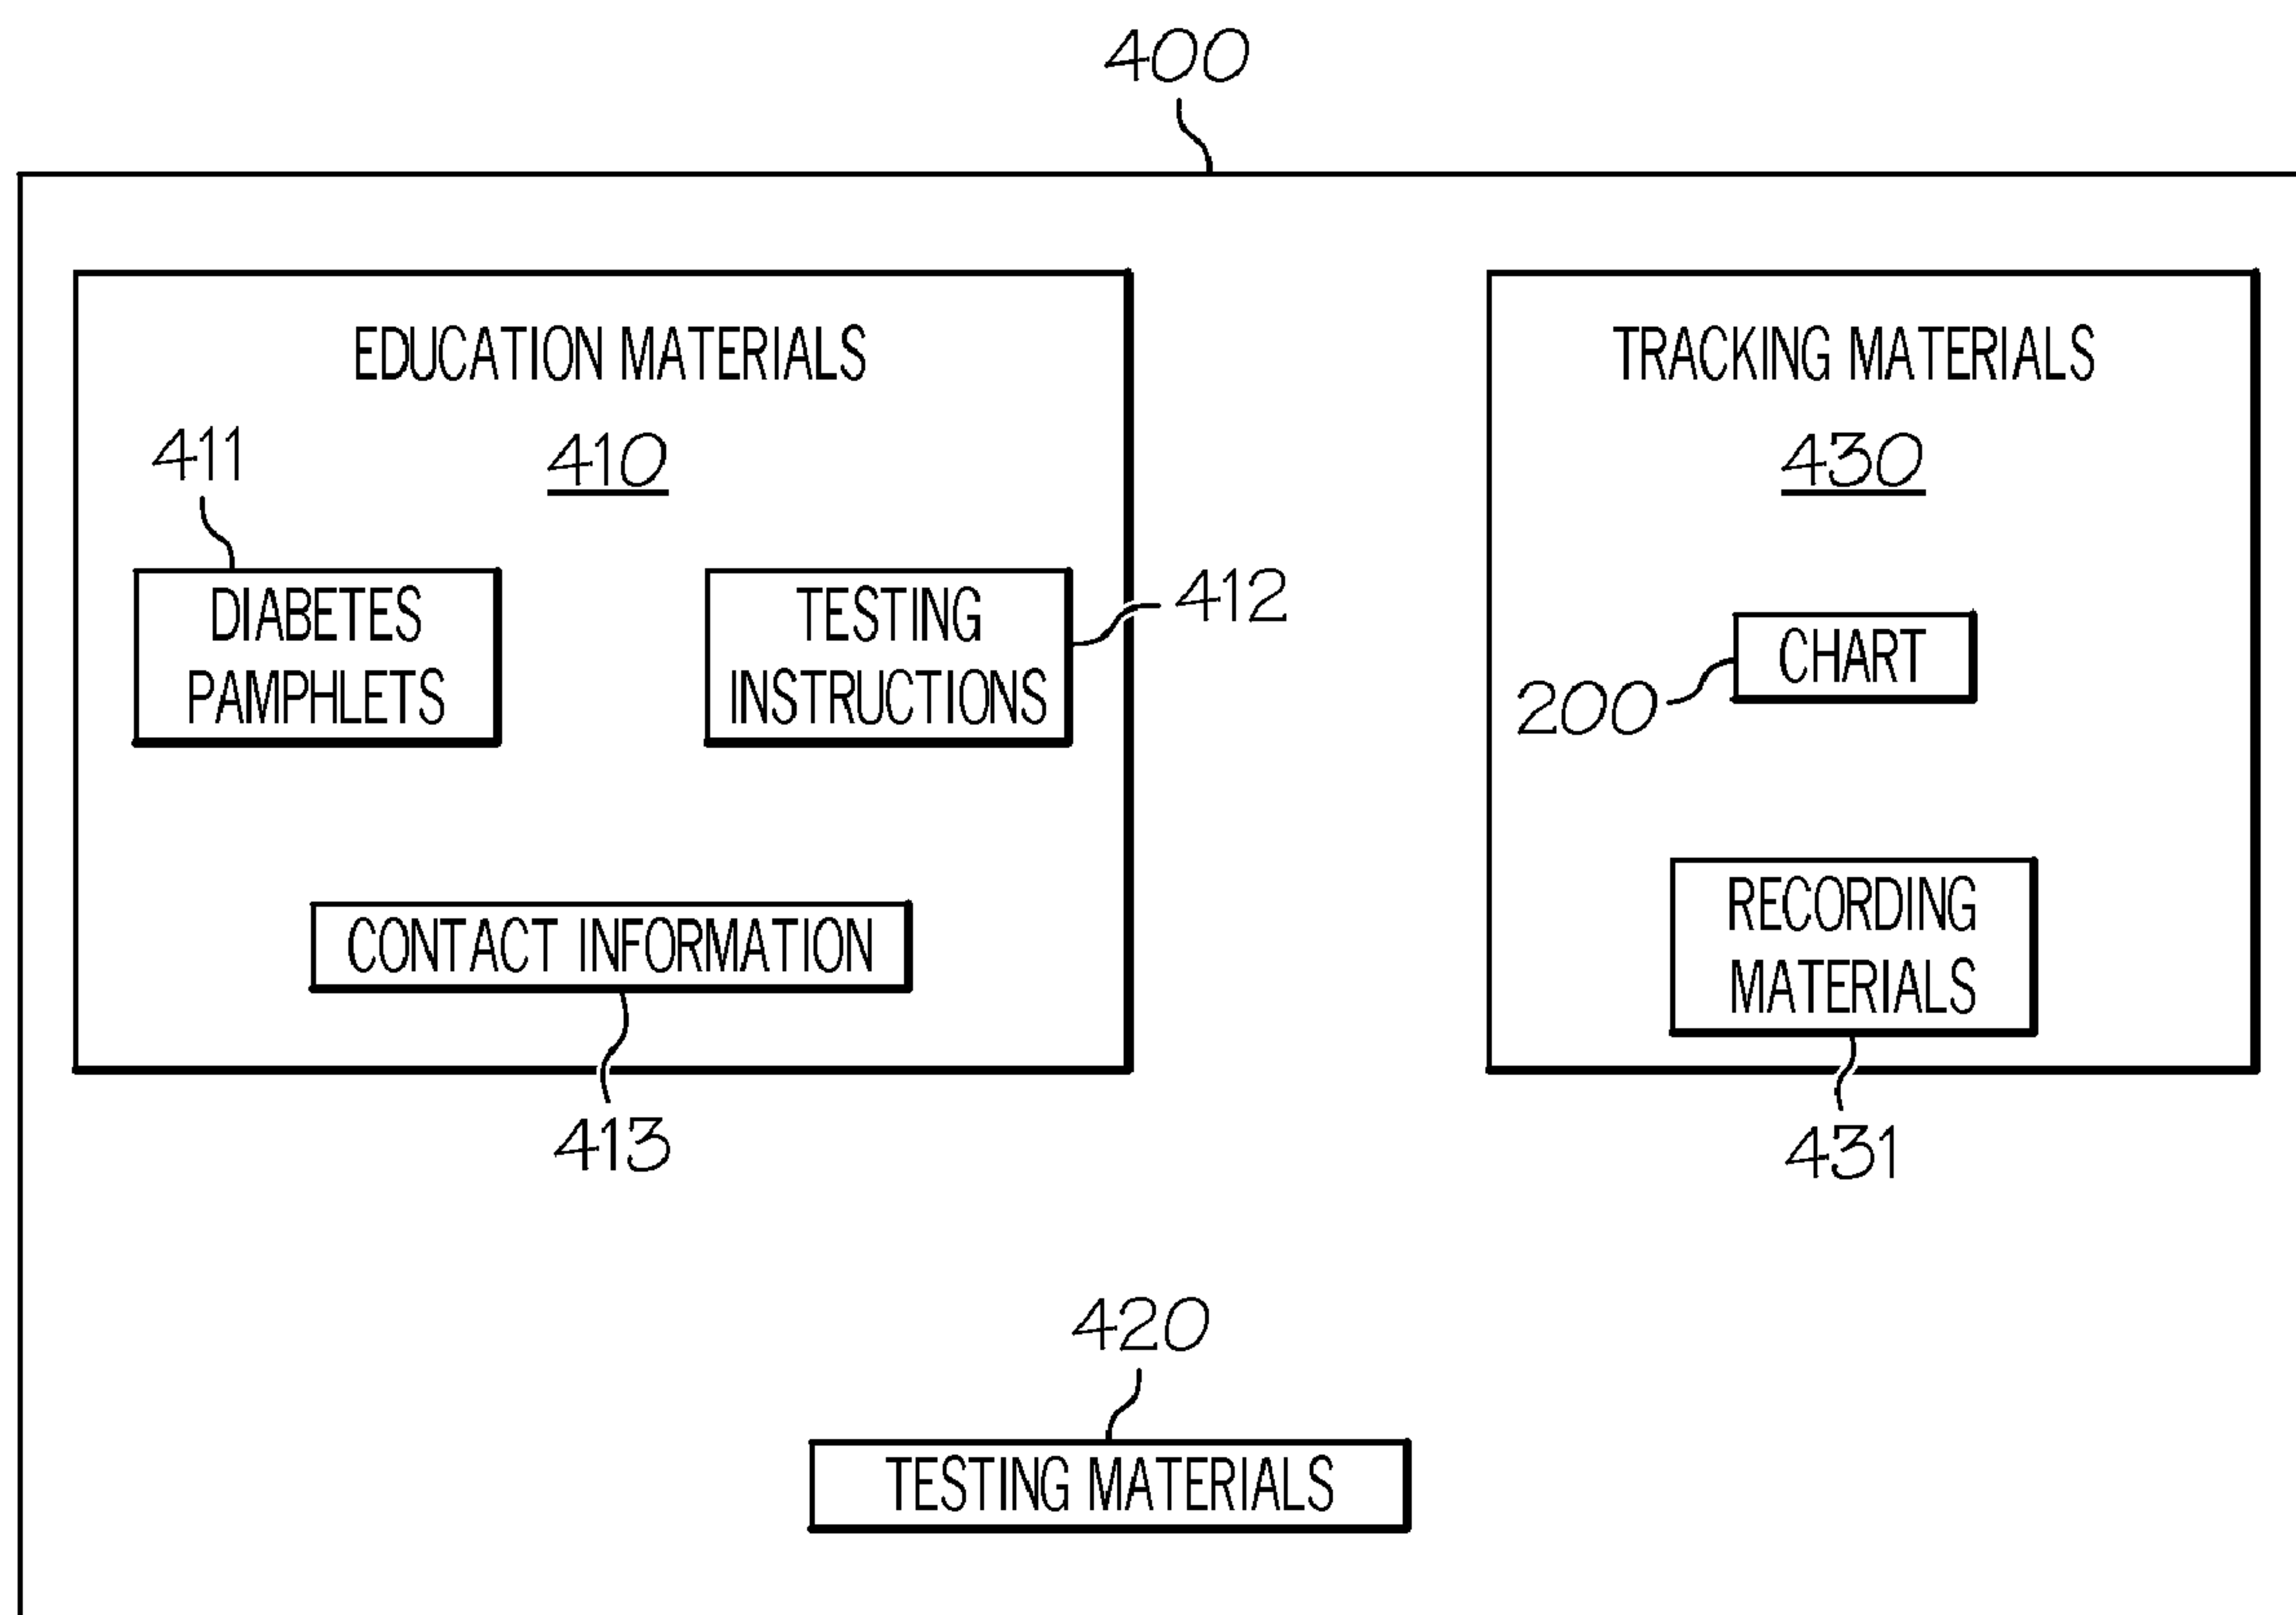 400
EDUCATION MATERIALS
410
411
DIABETES
PAMPHLETS
TESTING
INSTRUCTIONS
412
CONTACT INFORMATION
413
TRACKING MATERIALS
430
CHART
200
RECORDING
MATERIALS
431
420
TESTING MATERIALS